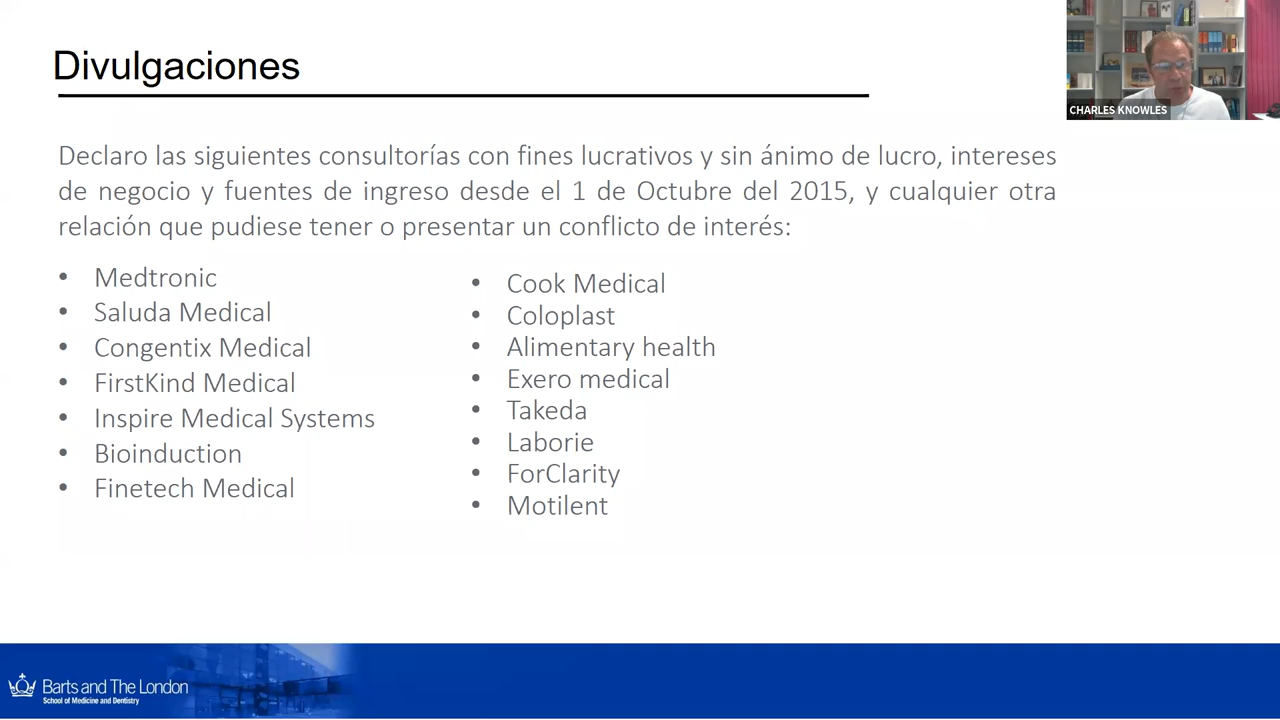 Divulgaciones
CHARLES KNOWLES
Declaro las siguientes consultorías con fines lucrativos y sin ánimo de lucro, intereses
de negocio y fuentes de ingreso desde el 1 de Octubre del 2015, y cualquier otra
relación que pudiese tener o presentar un conflicto de interés:
• Medtronic
• Saluda Medical
• Congentix Medical
• FirstKind Medical
• Inspire Medical Systems
• Bioinduction
• Finetech Medical
• Cook Medical
• Coloplast
• Alimentary health
• Exero medical
• Takeda
• Laborie
• ForClarity
• Motilent
Barts and The London
School of Medicine and Dentistry